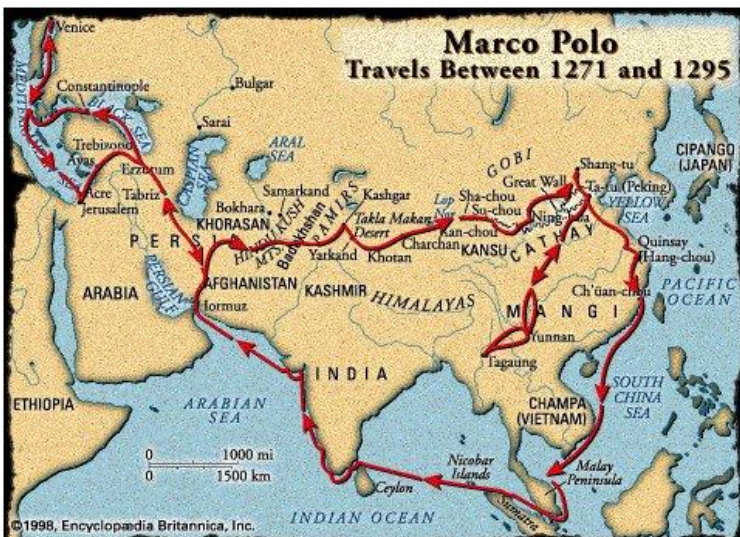 Marco Polo
Travels Between 1271 and 1295
Venice
MEDITER
Constantinople
BLACK SEA
Bulgar
Sarai
Trebizond
Ayas
Erzurum
CASPIAN
SEA
ARAL
SEA
Acre
Jerusalem
Tabriz
Bokhara
Samarkand
KHORASAN
HINDU KUSH
MTS.
Badakhshan
PAMIRS
Kashgar
Takla Makan
Desert
Yarkand
Khotan
Charchan
Lop
Nor
Sha-chou
Su-chou
Kan-chou
KANSU
GOBI
Great Wall
Ning-hsia
CATHAY
Shang-tu
Ta-tu (Peking)
YELLOW
SEA
CIPANGO
(JAPAN)
Quinsay
(Hang-chou)
Ch'üan-chou
PACIFIC
OCEAN
PERSIA
PERSIAN
GULF
ARABIA
AFGHANISTAN
Hormuz
KASHMIR
HIMALAYAS
MANGI
Yunnan
Tagaung
INDIA
ETHIOPIA
ARABIAN
SEA
CHAMPA
(VIETNAM)
SOUTH
CHINA
SEA
0 1000 mi
0 1500 km
Nicobar
Islands
Malay
Peninsula
Ceylon
Sumatra
INDIAN OCEAN
©1998, Encyclopædia Britannica, Inc.